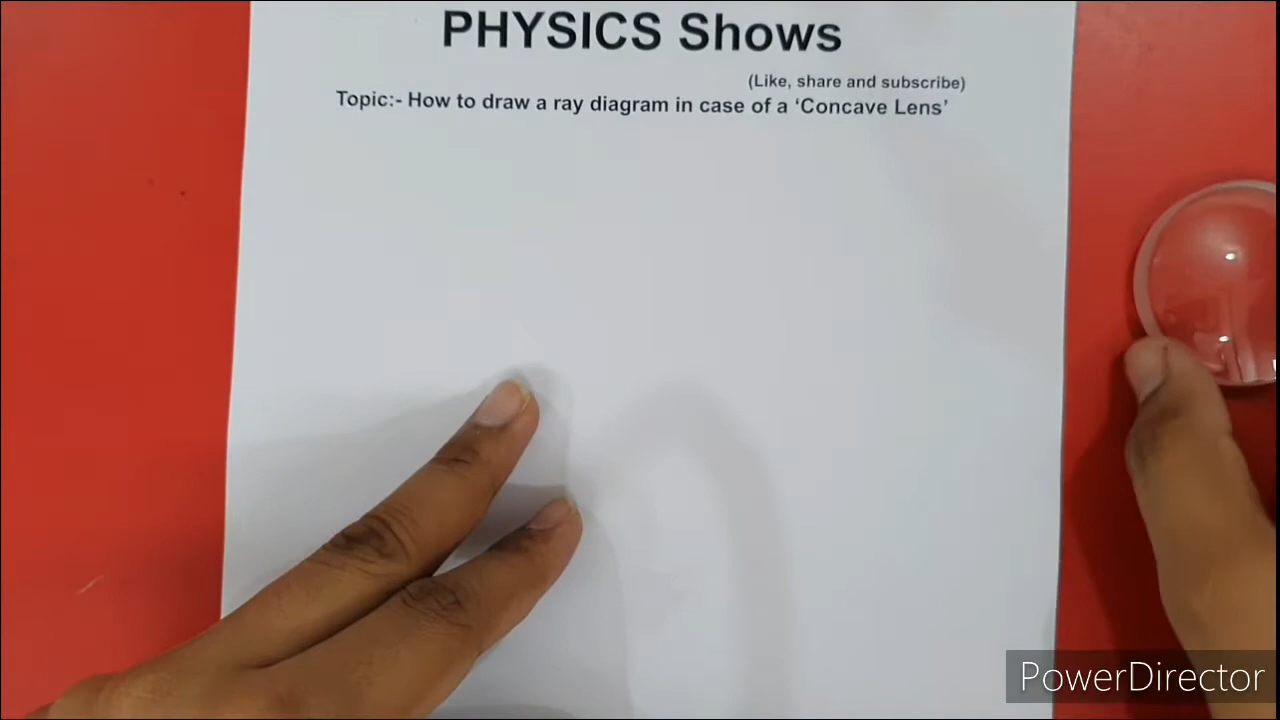 PHYSICS Shows
(Like, share and subscribe)
Topic:- How to draw a ray diagram in case of a ‘Concave Lens’
PowerDirector